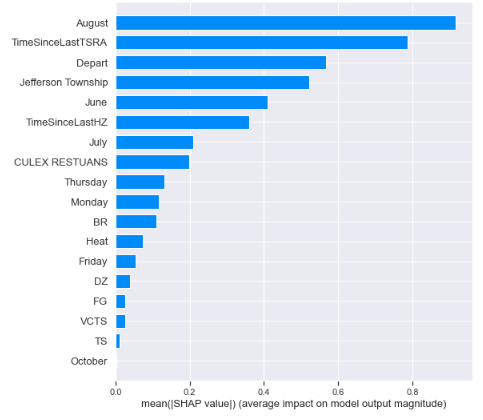 August
TimeSinceLastTSRA
Depart
Jefferson Township
June
TimeSinceLastHZ
July
CULEX RESTUANS
Thursday
Monday
BR
Heat
Friday
DZ
FG
VCTS
TS
October
0.0 0.2 0.4 0.6 0.8
mean(|SHAP value|) (average impact on model output magnitude)